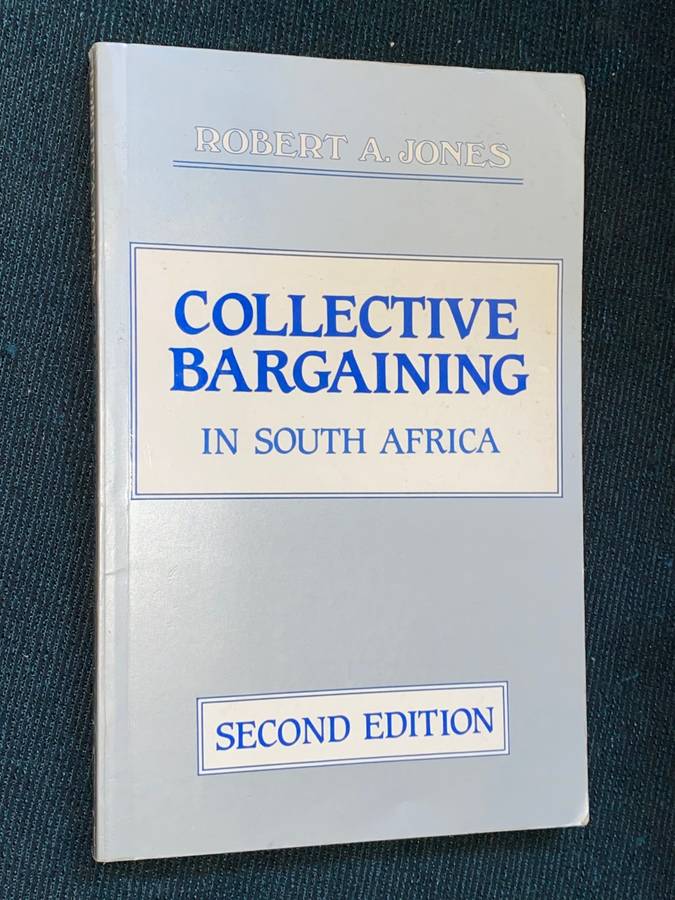 ROBERT A. JONES
COLLECTIVE
BARGAINING
IN SOUTH AFRICA
SECOND EDITION